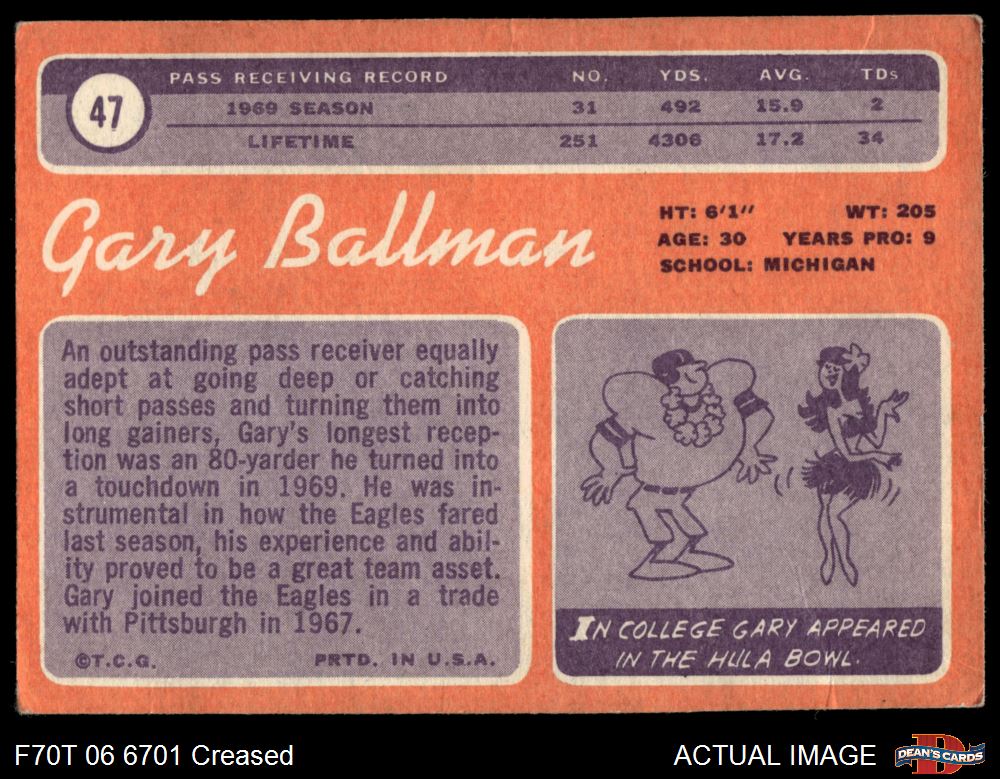 47
PASS RECEIVING RECORD NO. YDS. AVG. TDs
1969 SEASON 31 492 15.9 2
LIFETIME 251 4306 17.2 34
Gary Ballman
HT: 6'1" WT: 205
AGE: 30 YEARS PRO: 9
SCHOOL: MICHIGAN
An outstanding pass receiver equally
adept at going deep or catching
short passes and turning them into
long gainers, Gary's longest recep-
tion was an 80-yarder he turned into
a touchdown in 1969. He was in-
strumental in how the Eagles fared
last season, his experience and abil-
ity proved to be a great team asset.
Gary joined the Eagles in a trade
with Pittsburgh in 1967.
©T.C.G. PRTD. IN U.S.A.
IN COLLEGE GARY APPEARED
IN THE HULA BOWL.
F70T 06 6701 Creased
ACTUAL IMAGE
DEAN'S CARDS